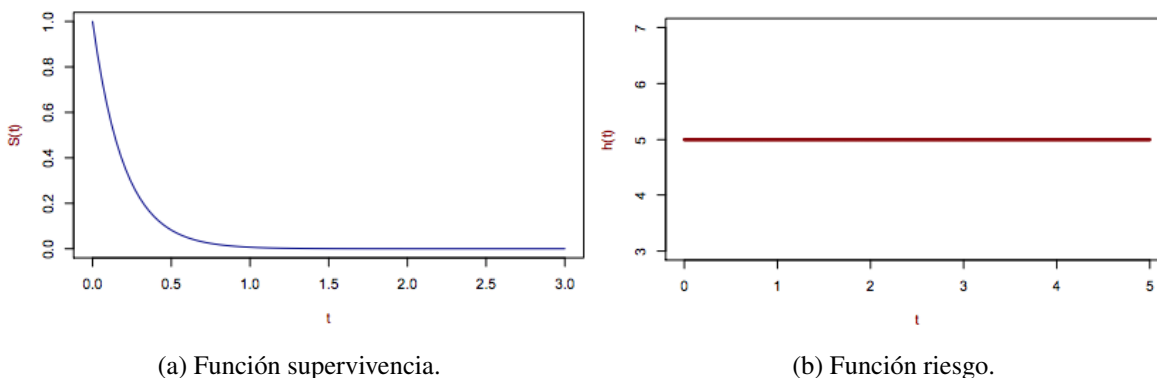 1.0
0.8
0.6
0.4
0.2
0.0
S(t)
0.0 0.5 1.0 1.5 2.0 2.5 3.0
t
(a) Función supervivencia.
7
6
5
4
3
h(t)
0 1 2 3 4 5
t
(b) Función riesgo.